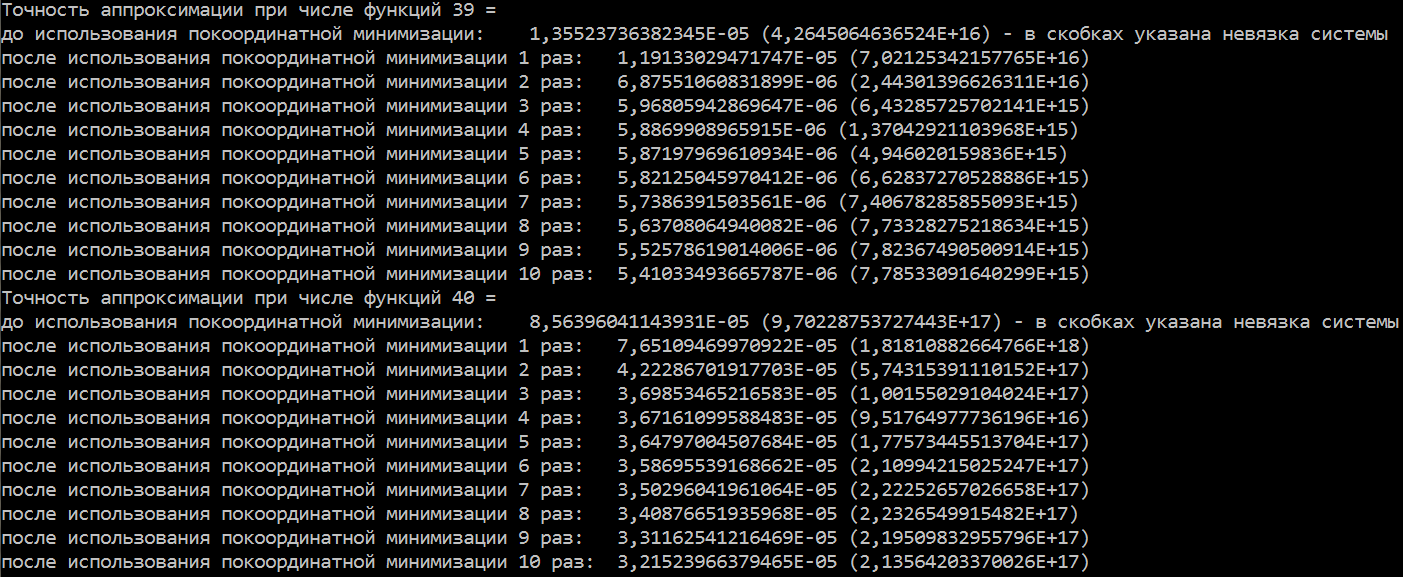 Точность аппроксимации при числе функций 39 =
до использования покоординатной минимизации:    1,35523736382345E-05 (4,2645064636524E+16) - в скобках указана невязка системы
после использования покоординатной минимизации 1 раз:   1,19133029471747E-05 (7,02125342157765E+16)
после использования покоординатной минимизации 2 раз:   6,87551060831899E-06 (2,44301396626311E+16)
после использования покоординатной минимизации 3 раз:   5,96805942869647E-06 (6,43285725702141E+15)
после использования покоординатной минимизации 4 раз:   5,8869908965915E-06 (1,37042921103968E+15)
после использования покоординатной минимизации 5 раз:   5,87197969610934E-06 (4,946020159836E+15)
после использования покоординатной минимизации 6 раз:   5,82125045970412E-06 (6,62837270528886E+15)
после использования покоординатной минимизации 7 раз:   5,7386391503561E-06 (7,40678285855093E+15)
после использования покоординатной минимизации 8 раз:   5,63708064940082E-06 (7,73328275218634E+15)
после использования покоординатной минимизации 9 раз:   5,52578619014006E-06 (7,82367490500914E+15)
после использования покоординатной минимизации 10 раз:  5,41033493665787E-06 (7,78533091640299E+15)
Точность аппроксимации при числе функций 40 =
до использования покоординатной минимизации:    8,56396041143931E-05 (9,70228753727443E+17) - в скобках указана невязка системы
после использования покоординатной минимизации 1 раз:   7,65109469970922E-05 (1,81810882664766E+18)
после использования покоординатной минимизации 2 раз:   4,22286701917703E-05 (5,74315391110152E+17)
после использования покоординатной минимизации 3 раз:   3,69853465216583E-05 (1,00155029104024E+17)
после использования покоординатной минимизации 4 раз:   3,67161099588483E-05 (9,51764977736196E+16)
после использования покоординатной минимизации 5 раз:   3,64797004507684E-05 (1,77573445513704E+17)
после использования покоординатной минимизации 6 раз:   3,58695539168662E-05 (2,10994215025247E+17)
после использования покоординатной минимизации 7 раз:   3,50296041961064E-05 (2,22252657026658E+17)
после использования покоординатной минимизации 8 раз:   3,40876651935968E-05 (2,2326549915482E+17)
после использования покоординатной минимизации 9 раз:   3,31162541216469E-05 (2,19509832955796E+17)
после использования покоординатной минимизации 10 раз:  3,21523966379465E-05 (2,13564203370026E+17)